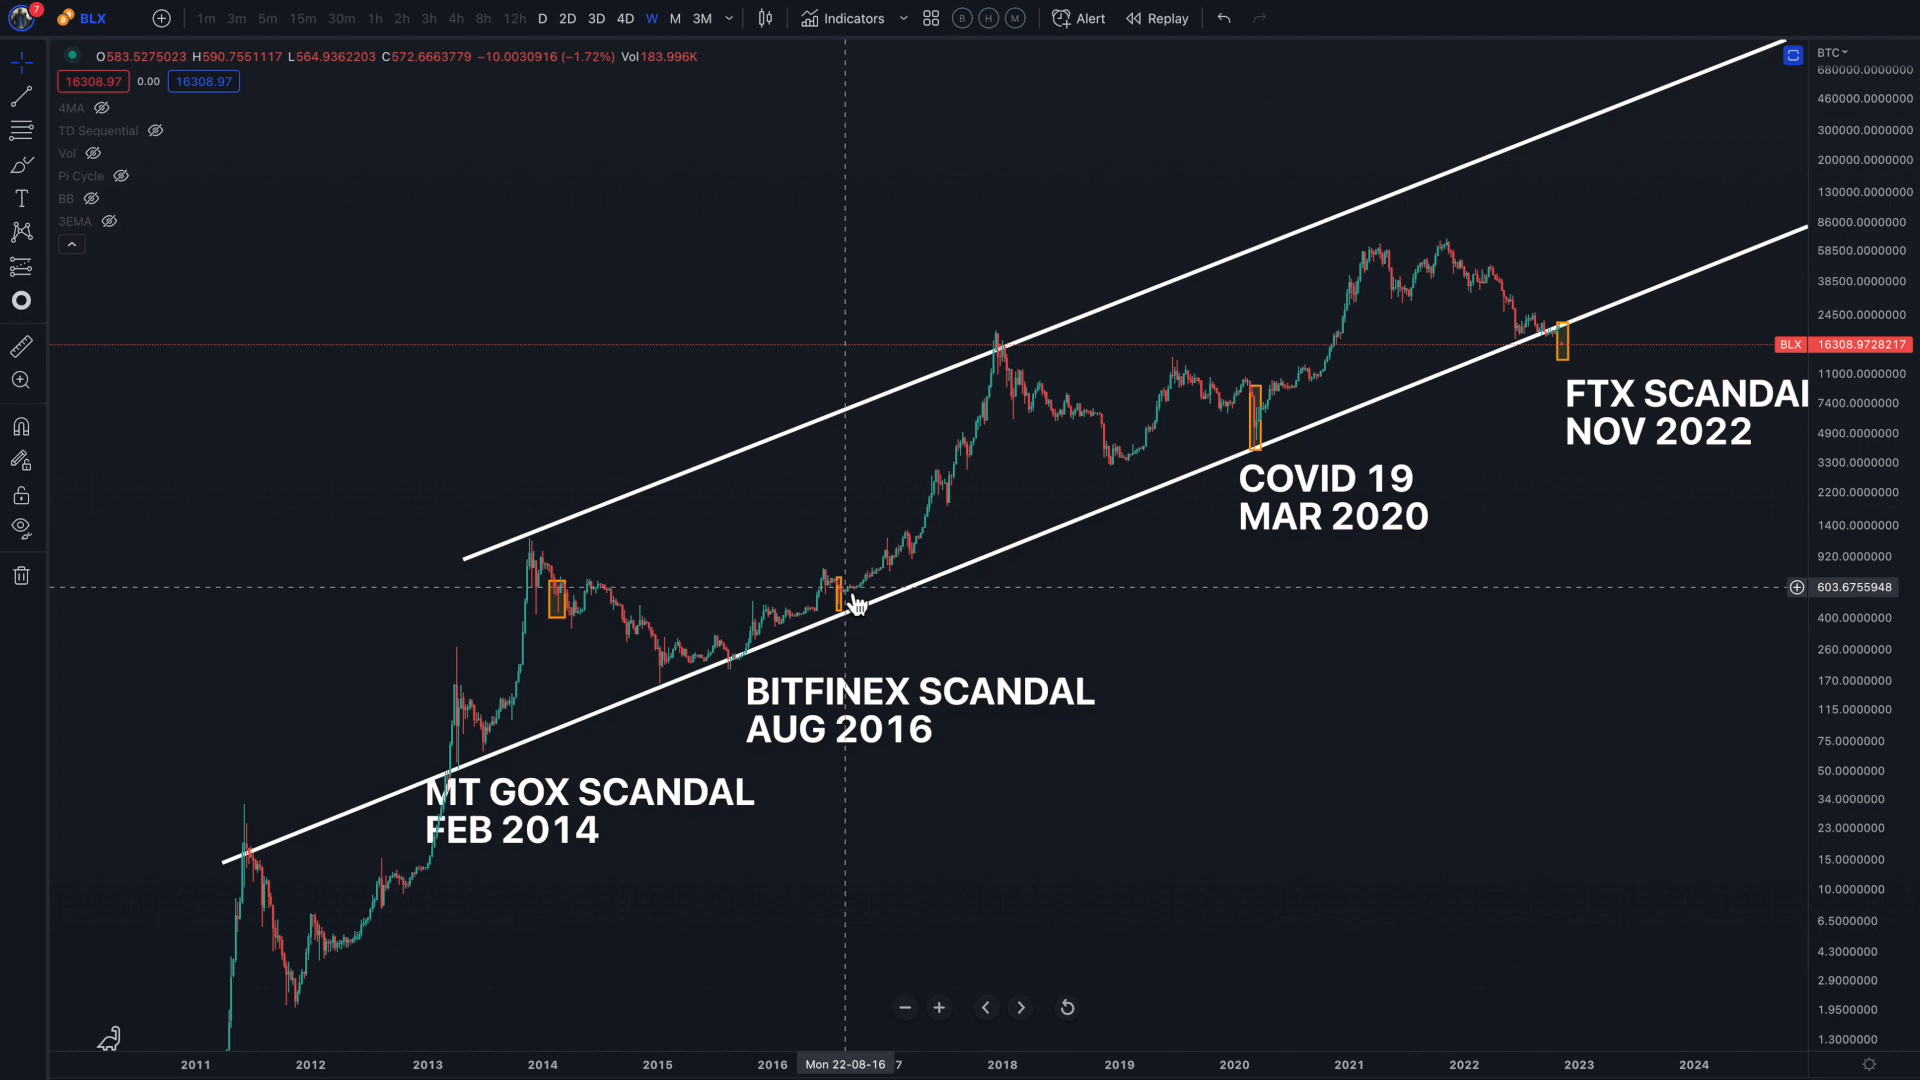 7
BLX
1m 3m 5m 15m 30m 1h 2h 3h 4h 8h 12h D 2D 3D 4D W M 3M
Indicators
B H M
Alert
Replay
O583.5275023 H590.7551117 L564.9362203 C572.6663779 −10.0030916 (−1.72%) Vol183.996K
16308.97 0.00 16308.97
4MA
TD Sequential
Vol
Pi Cycle
BB
3EMA
BTC
680000.0000000
460000.0000000
300000.0000000
200000.0000000
130000.0000000
86000.0000000
58500.0000000
38500.0000000
24500.0000000
BLX 16308.9728217
11000.0000000
7400.0000000
4900.0000000
3300.0000000
2200.0000000
1400.0000000
920.0000000
603.6755948
400.0000000
260.0000000
170.0000000
115.0000000
75.0000000
50.0000000
34.0000000
23.0000000
15.0000000
10.0000000
6.5000000
4.3000000
2.9000000
1.9500000
1.3000000
FTX SCANDAL
NOV 2022
COVID 19
MAR 2020
BITFINEX SCANDAL
AUG 2016
MT GOX SCANDAL
FEB 2014
2011 2012 2013 2014 2015 2016 Mon 22-08-16 7 2018 2019 2020 2021 2022 2023 2024